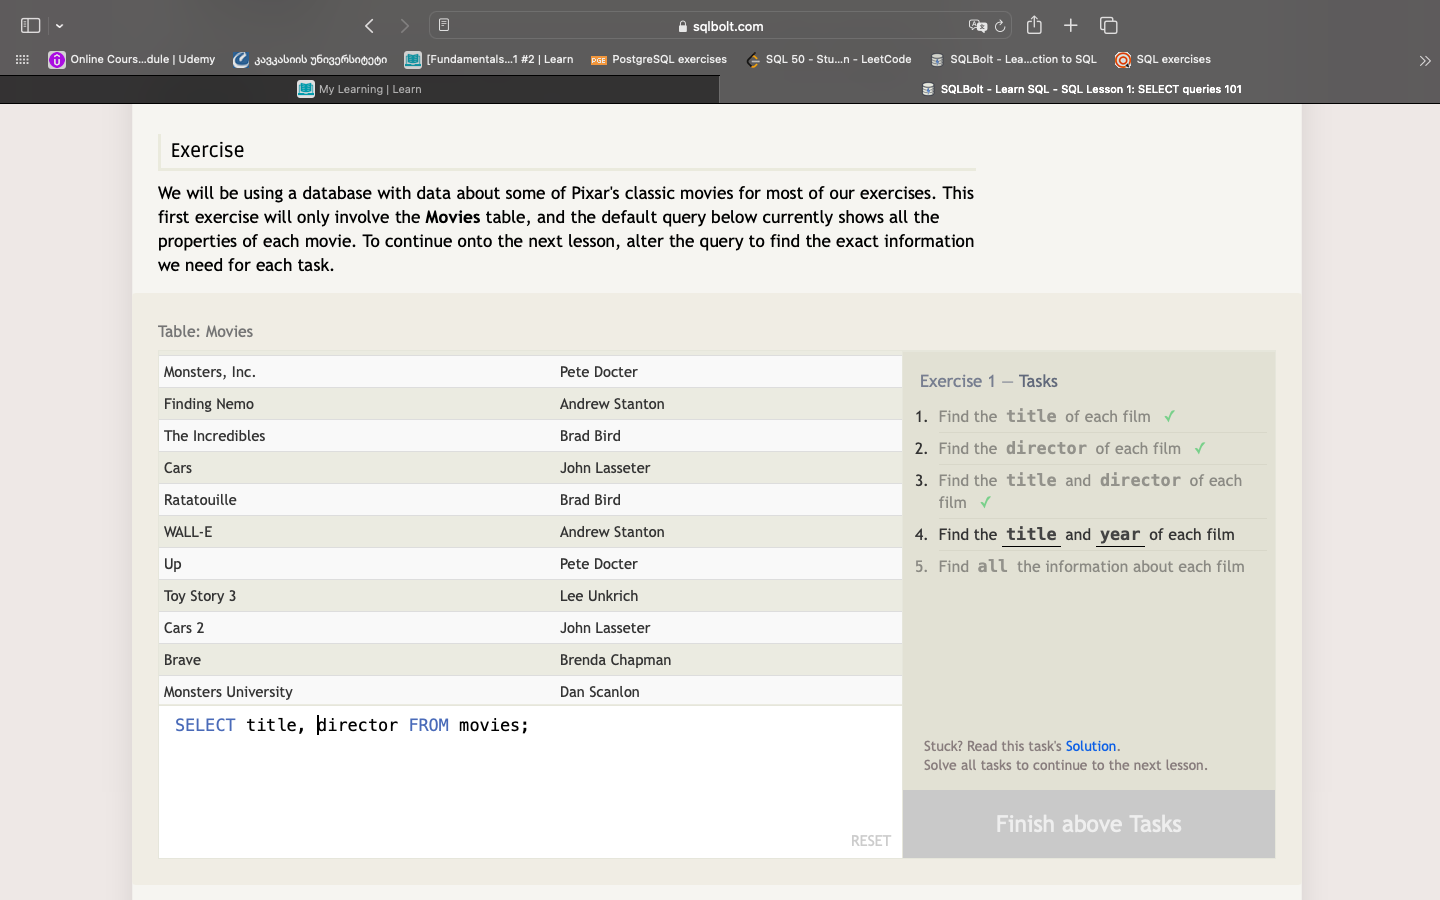 sqlbolt.com
Online Cours...dule | Udemy
კავკასიის უნივერსიტეტი
[Fundamentals...1 #2 | Learn
PGE PostgreSQL exercises
SQL 50 - Stu...n - LeetCode
SQLBolt - Lea...ction to SQL
SQL exercises
My Learning | Learn
SQLBolt - Learn SQL - SQL Lesson 1: SELECT queries 101
Exercise
We will be using a database with data about some of Pixar's classic movies for most of our exercises. This
first exercise will only involve the Movies table, and the default query below currently shows all the
properties of each movie. To continue onto the next lesson, alter the query to find the exact information
we need for each task.
Table: Movies
Monsters, Inc. Pete Docter
Finding Nemo Andrew Stanton
The Incredibles Brad Bird
Cars John Lasseter
Ratatouille Brad Bird
WALL-E Andrew Stanton
Up Pete Docter
Toy Story 3 Lee Unkrich
Cars 2 John Lasseter
Brave Brenda Chapman
Monsters University Dan Scanlon
SELECT title, director FROM movies;
RESET
Exercise 1 — Tasks
1. Find the title of each film ✓
2. Find the director of each film ✓
3. Find the title and director of each
film ✓
4. Find the title and year of each film
5. Find all the information about each film
Stuck? Read this task's Solution.
Solve all tasks to continue to the next lesson.
Finish above Tasks